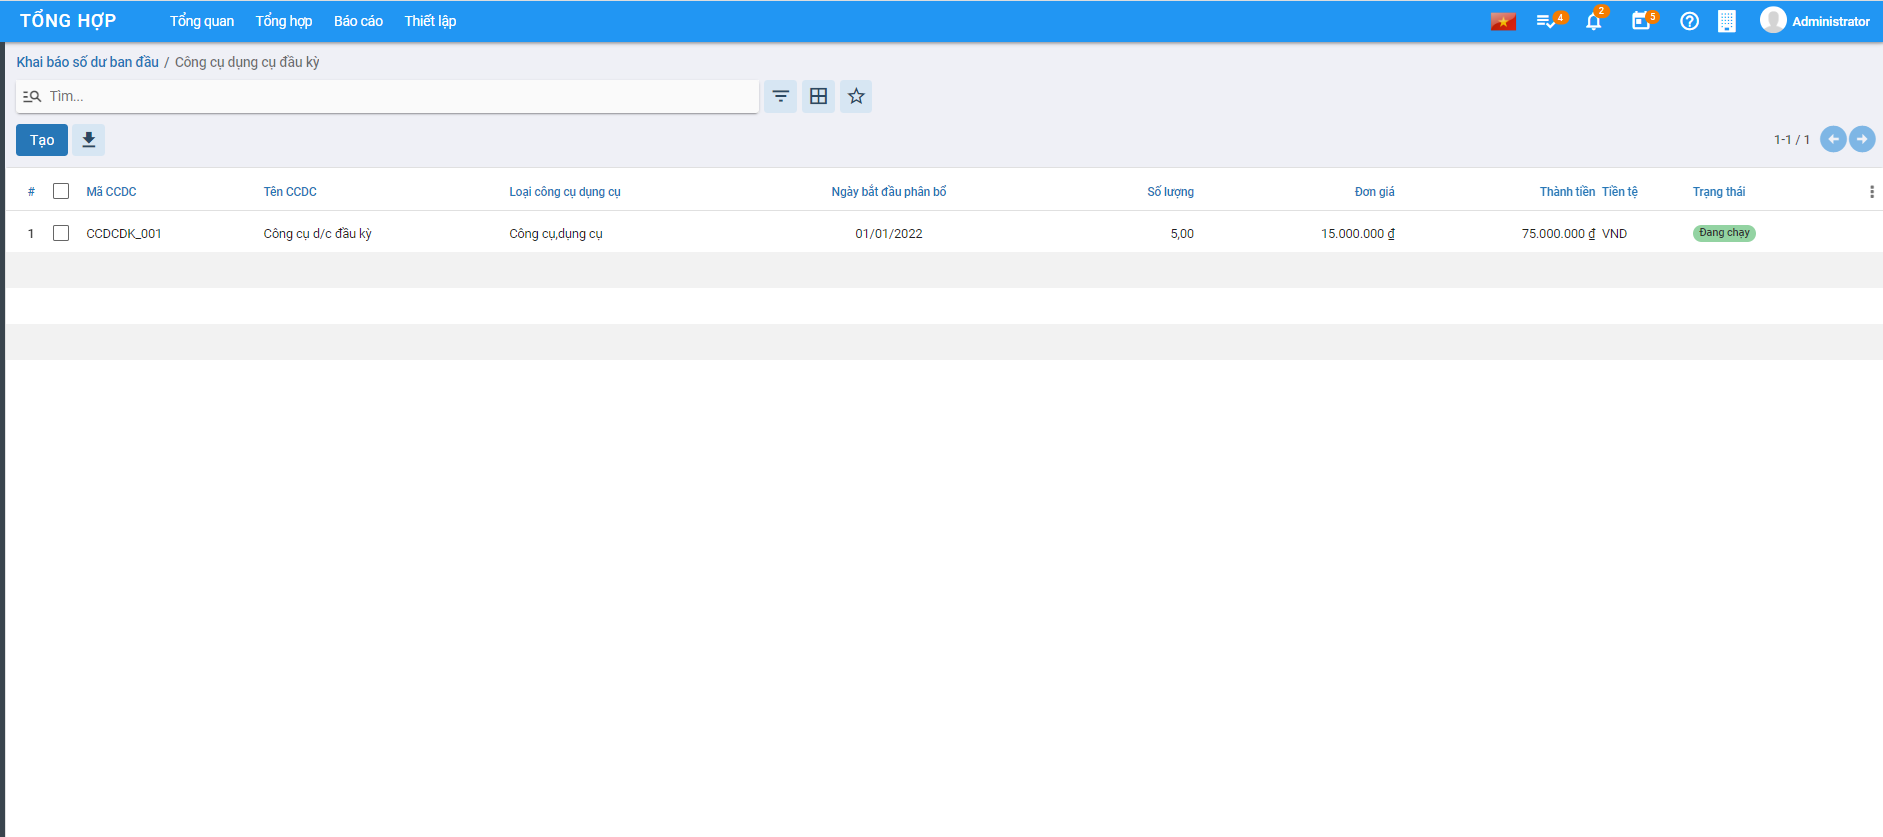 TỔNG HỢP Tổng quan Tổng hợp Báo cáo Thiết lập 4 2 5 Administrator
Khai báo số dư ban đầu / Công cụ dụng cụ đầu kỳ
Tìm...
Tạo 1-1 / 1
# Mã CCDC Tên CCDC Loại công cụ dụng cụ Ngày bắt đầu phân bổ Số lượng Đơn giá Thành tiền Tiền tệ Trạng thái
1 CCDCDK_001 Công cụ d/c đầu kỳ Công cụ,dụng cụ 01/01/2022 5,00 15.000.000 ₫ 75.000.000 ₫ VND Đang chạy